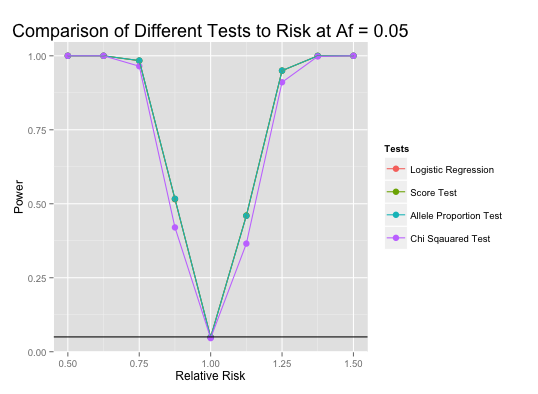 Comparison of Different Tests to Risk at Af = 0.05
1.00
0.75
0.50
0.25
0.00
Power
0.50
0.75
1.00
1.25
1.50
Relative Risk
Tests
Logistic Regression
Score Test
Allele Proportion Test
Chi Sqauared Test